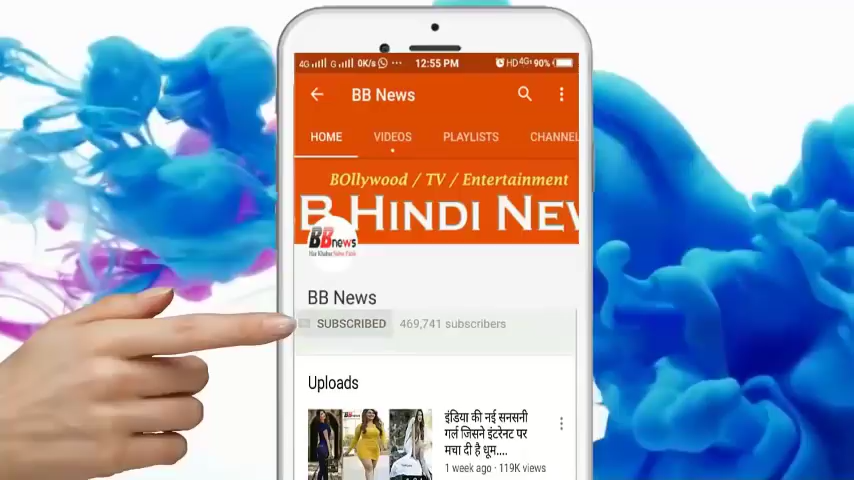 4G G 0K/s 12:55 PM HD 4G+ 90%
BB News
HOME VIDEOS PLAYLISTS CHANNEL
BOllywood / TV / Entertainment
B HINDI NEW
BBnews
BB News
SUBSCRIBED 469,741 subscribers
Uploads
इंडिया की नई सनसनी
गर्ल जिसने इंटरनेट पर
मचा दी है धूम....
1 week ago · 119K views